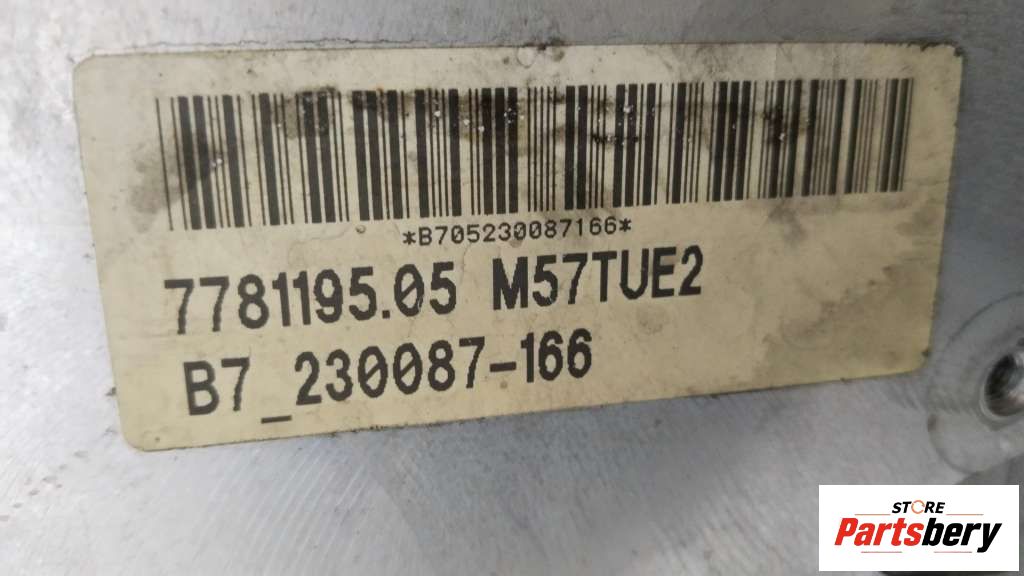 *B705230087166*
7781195.05 M57TUE2
B7_230087-166
STORE
Partsbery